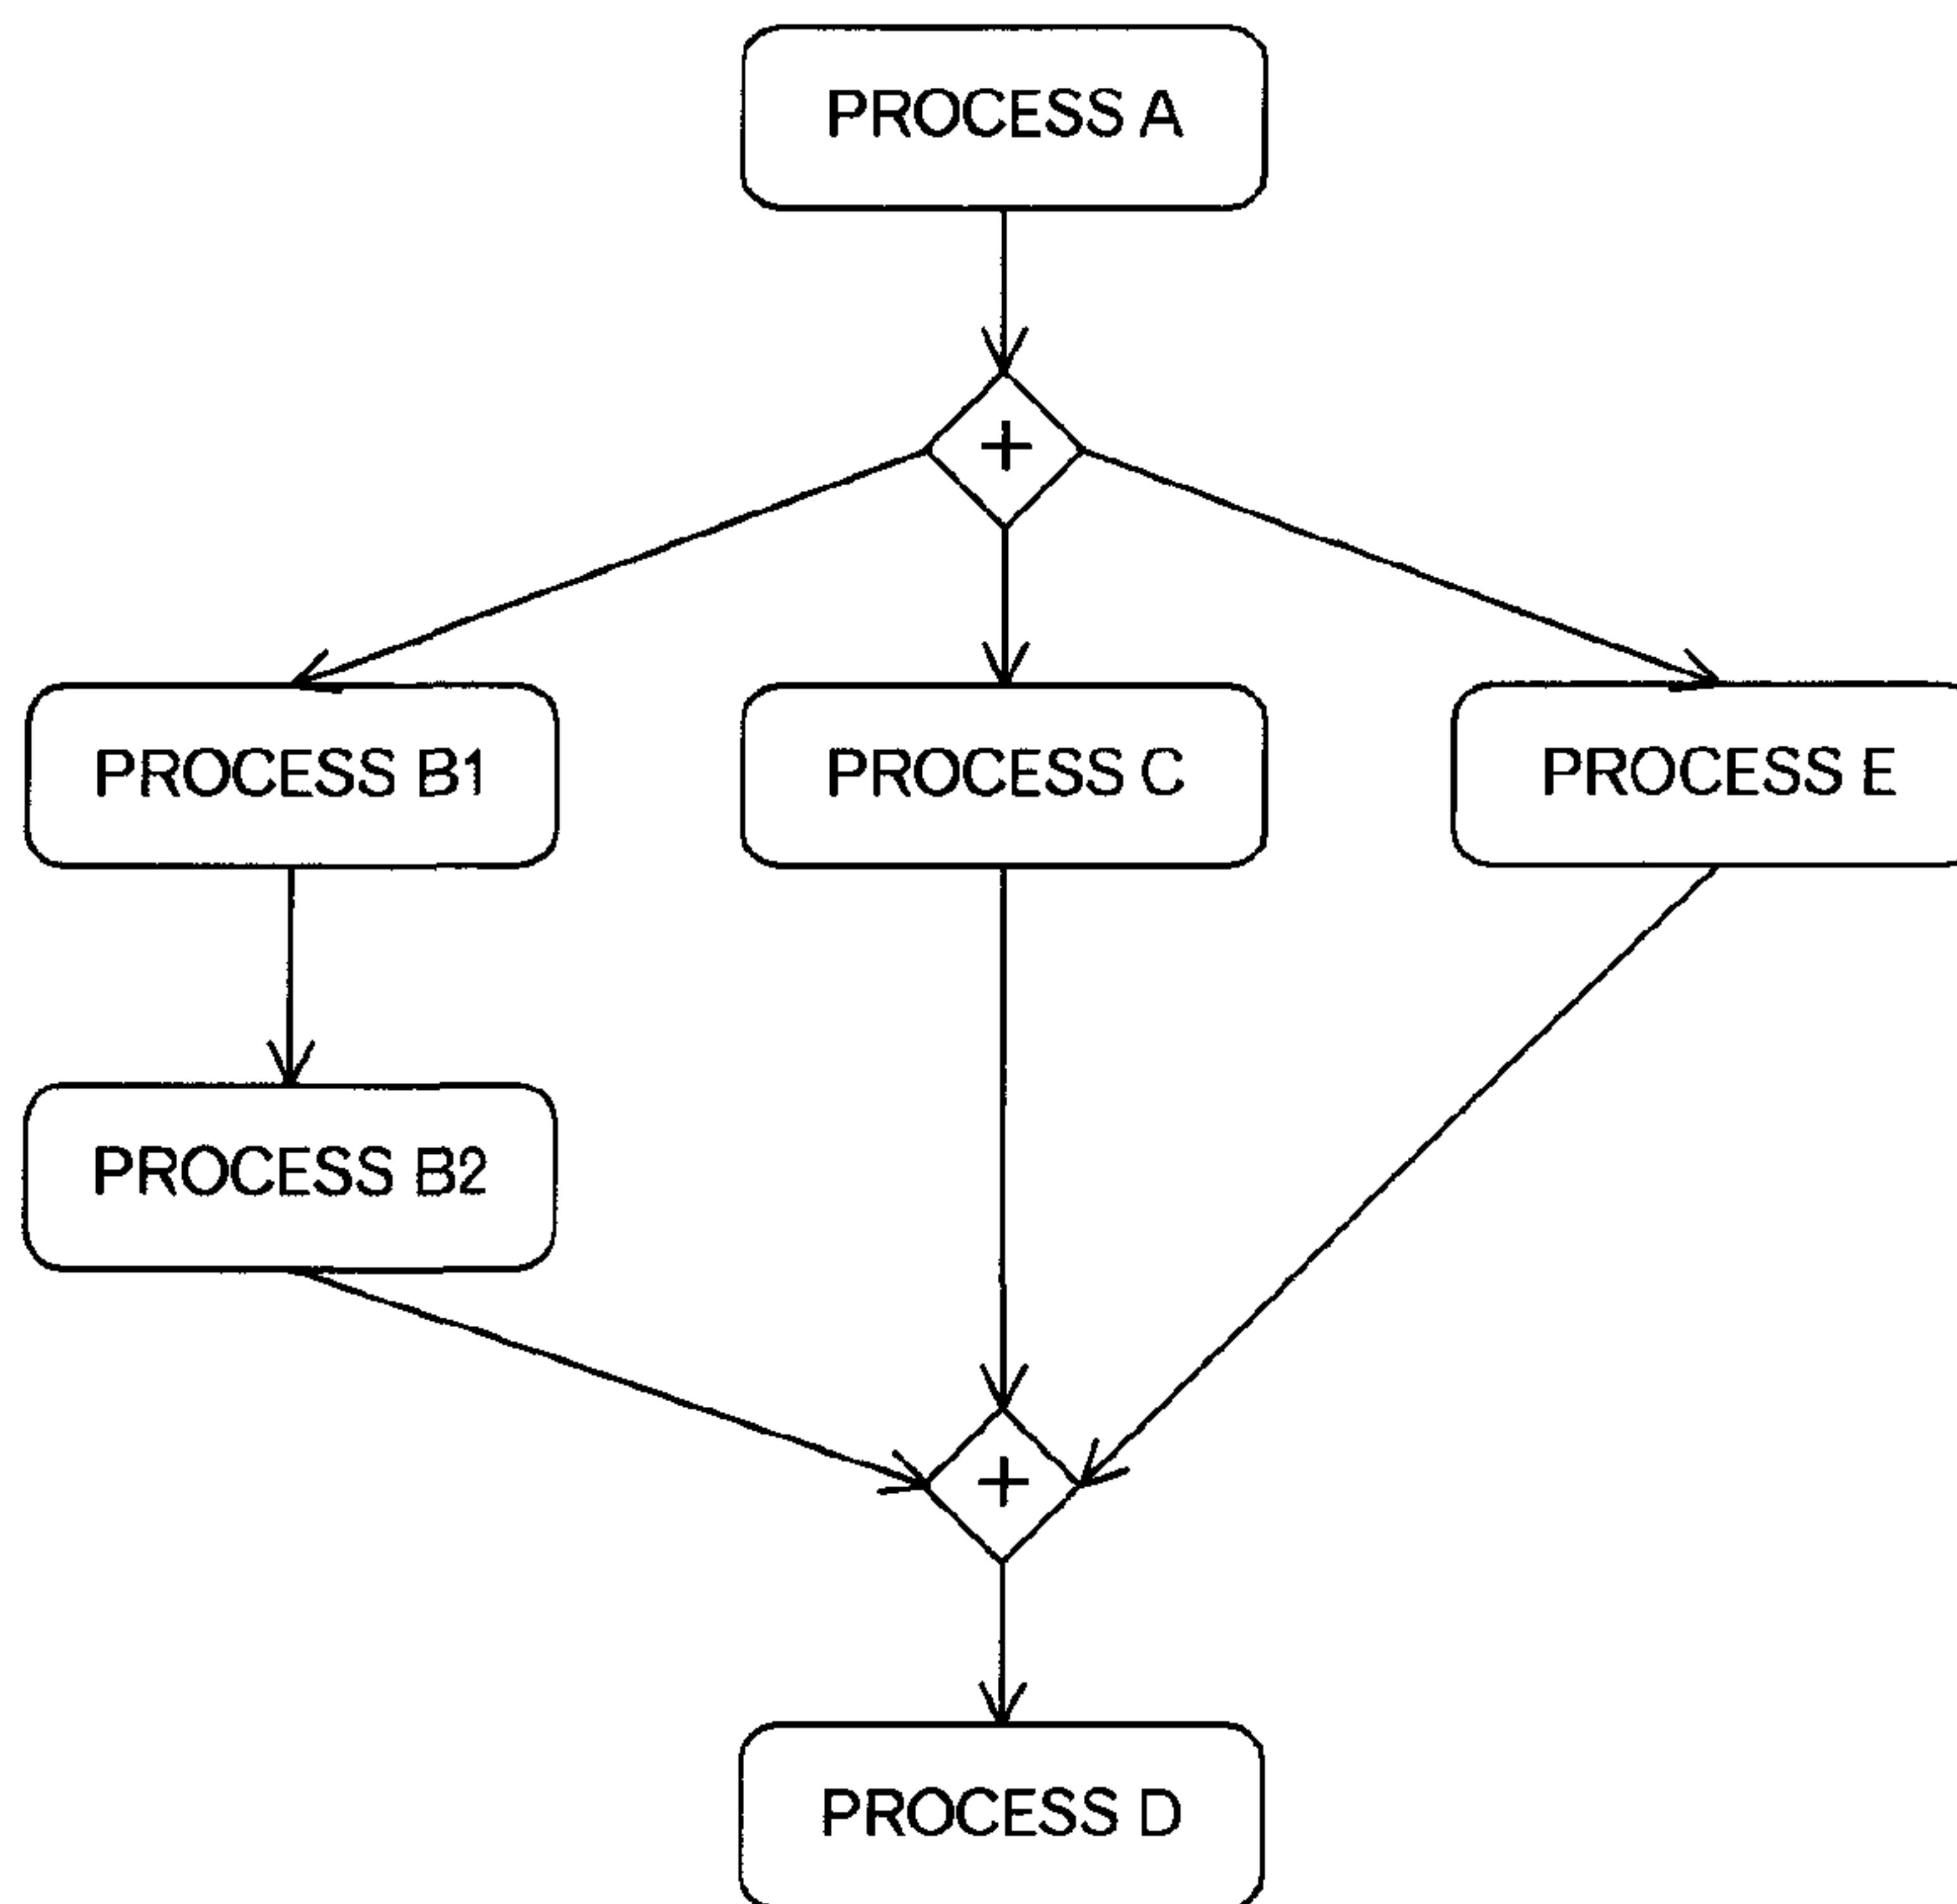 PROCESS A
+
PROCESS B1
PROCESS C
PROCESS E
PROCESS B2
+
PROCESS D